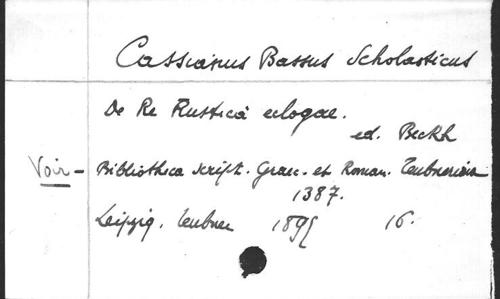 Cassianus Bassus Scholasticus
De Re Rustica eclogae.
ed. Beckh
Voir - Bibliotheca script. Graec. et Roman. Teubneriana
1387.
Leipzig. Teubner 1895 16.